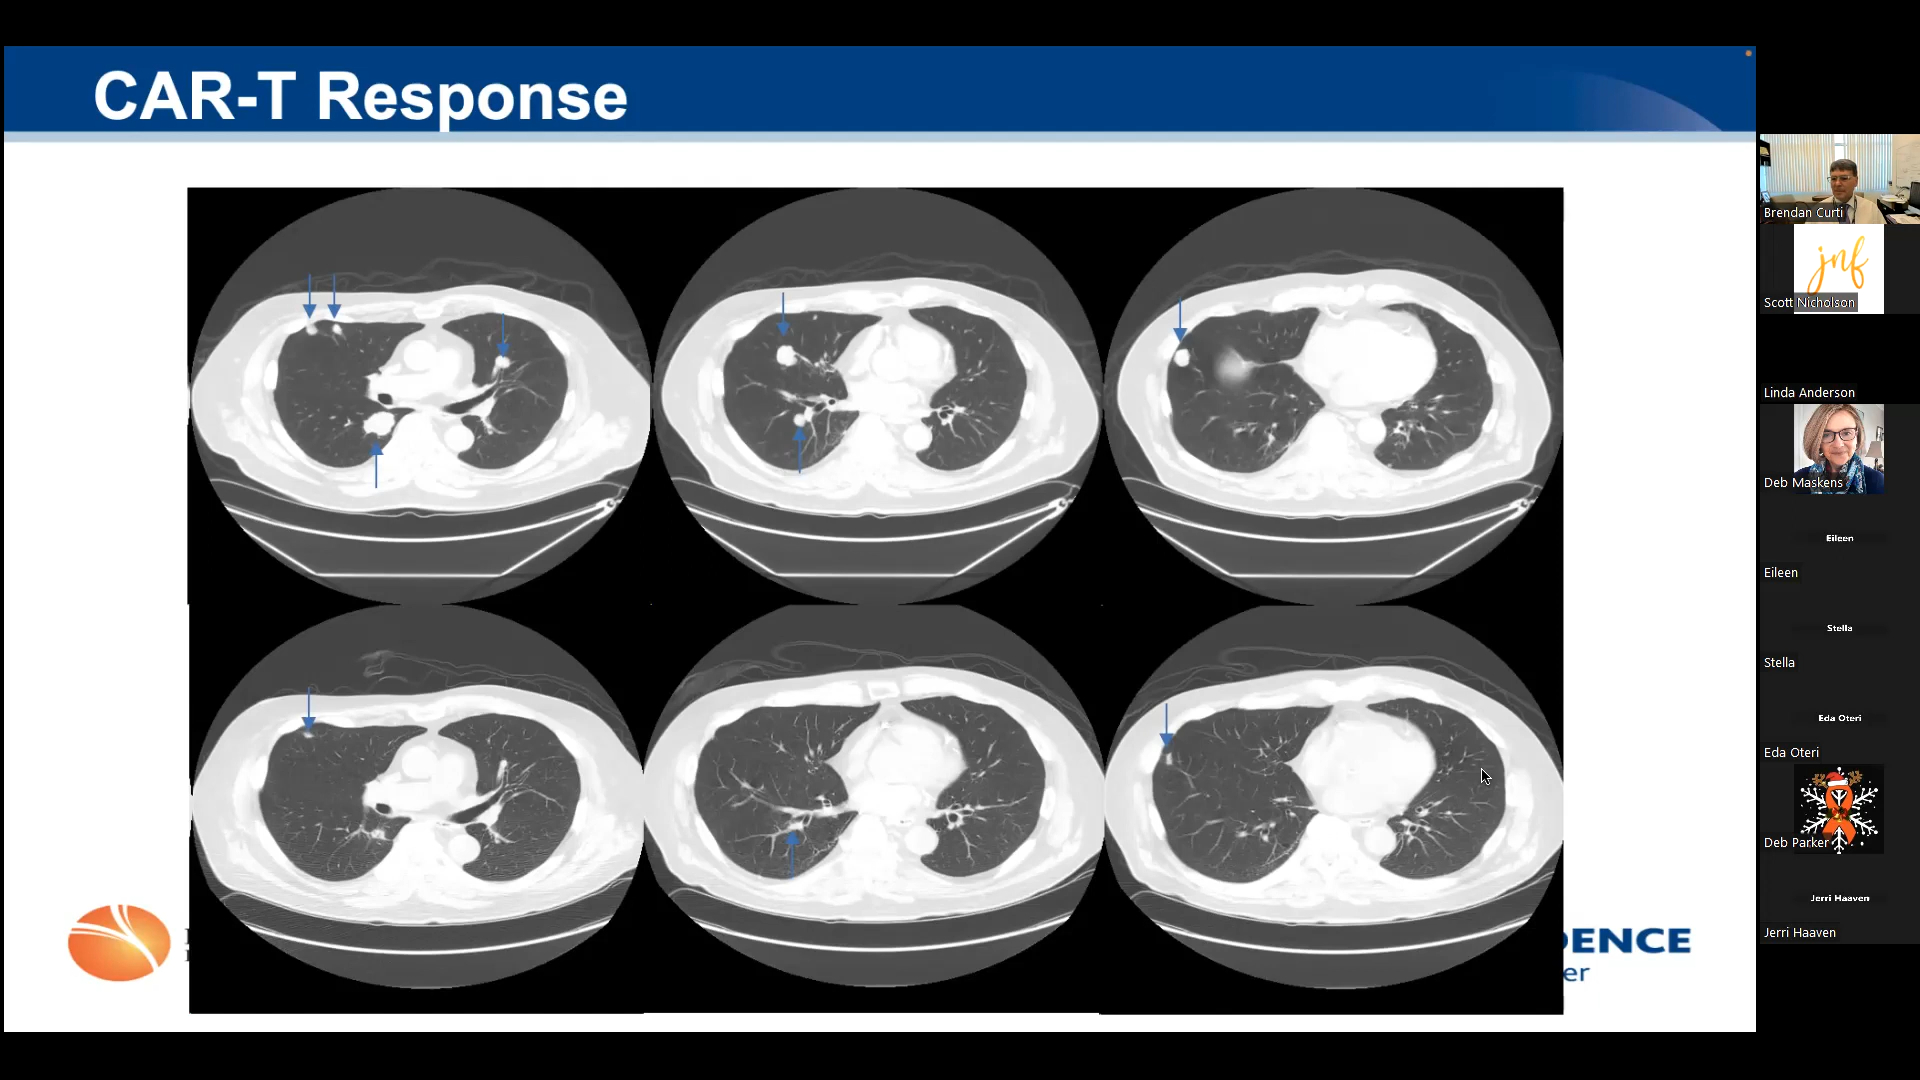 CAR-T Response
DENCE
er
Brendan Curti
jnf
Scott Nicholson
Linda Anderson
Deb Maskens
Eileen
Eileen
Stella
Stella
Eda Oteri
Eda Oteri
Deb Parker
Jerri Haaven
Jerri Haaven